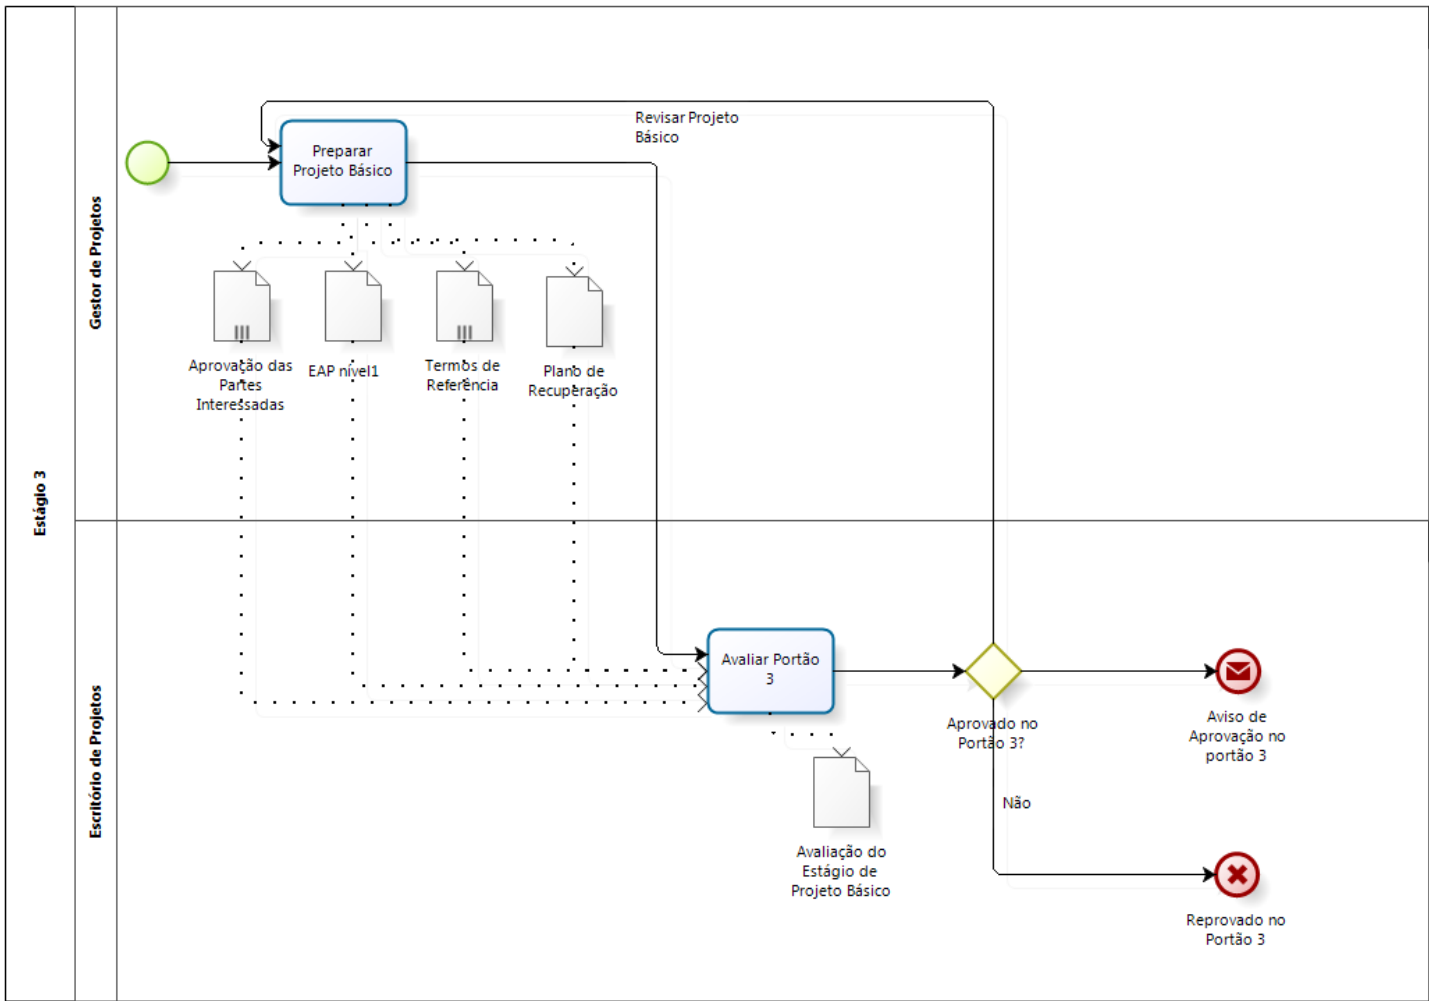 Estágio 3
Gestor de Projetos
Revisar Projeto
Básico
Preparar
Projeto Básico
Aprovação das
Partes
Interessadas
EAP nível1
Termos de
Referência
Plano de
Recuperação
Escritório de Projetos
Avaliar Portão
3
Aprovado no
Portão 3?
Aviso de
Aprovação no
portão 3
Não
Avaliação do
Estágio de
Projeto Básico
Reprovado no
Portão 3